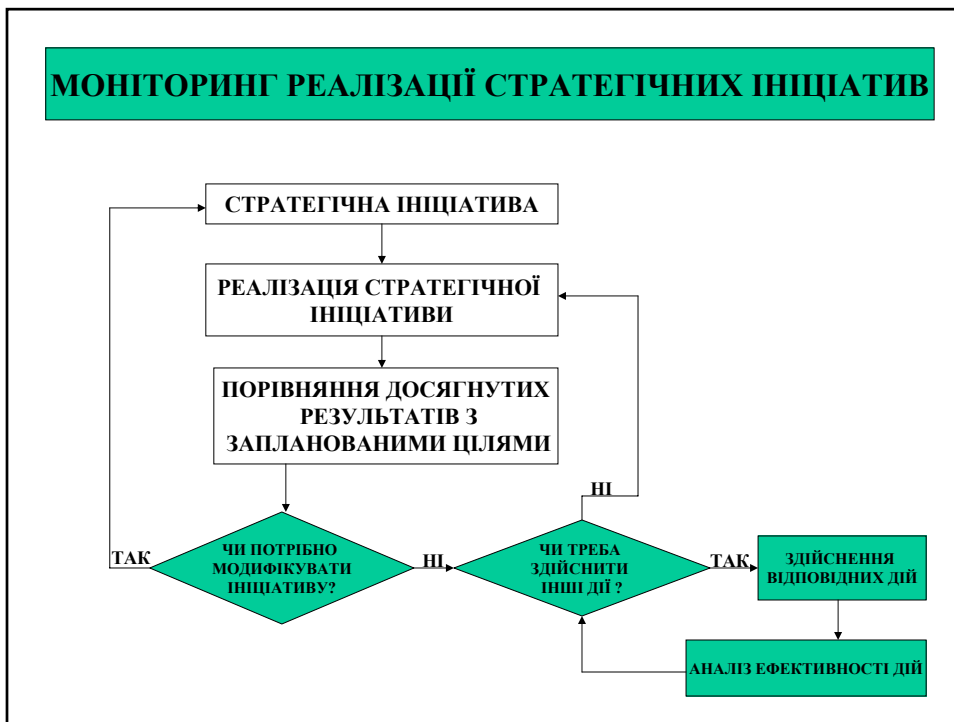 МОНІТОРИНГ РЕАЛІЗАЦІЇ СТРАТЕГІЧНИХ ІНІЦІАТИВ
СТРАТЕГІЧНА ІНІЦІАТИВА
РЕАЛІЗАЦІЯ СТРАТЕГІЧНОЇ
ІНІЦІАТИВИ
ПОРІВНЯННЯ ДОСЯГНУТИХ
РЕЗУЛЬТАТІВ З
ЗАПЛАНОВАНИМИ ЦІЛЯМИ
ТАК
ЧИ ПОТРІБНО
МОДИФІКУВАТИ
ІНІЦІАТИВУ?
НІ
ЧИ ТРЕБА
ЗДІЙСНИТИ
ІНШІ ДІЇ ?
НІ
ТАК
ЗДІЙСНЕННЯ
ВІДПОВІДНИХ ДІЙ
АНАЛІЗ ЕФЕКТИВНОСТІ ДІЙ